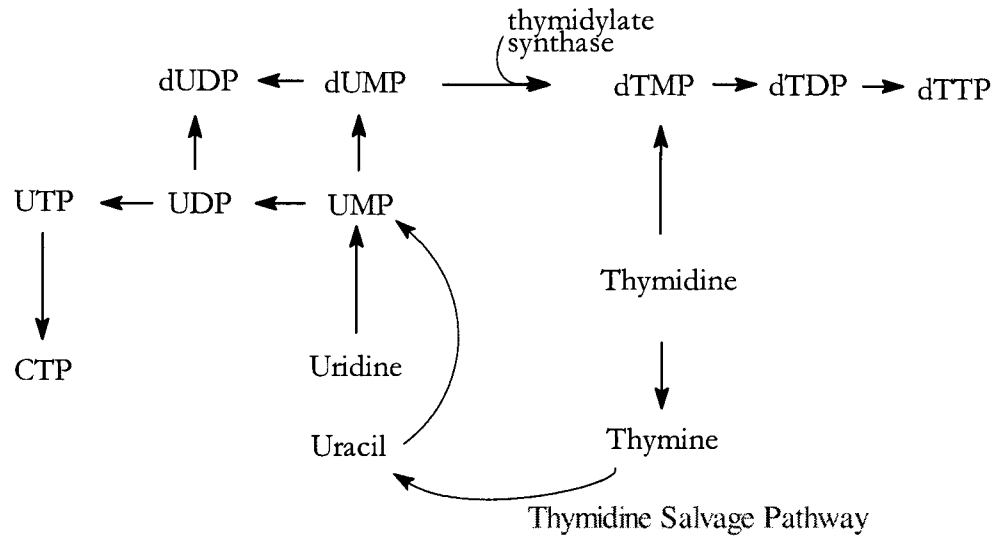 thymidylate
synthase
dUDP dUMP dTMP dTDP dTTP
UTP UDP UMP
Thymidine
CTP Uridine
Uracil Thymine
Thymidine Salvage Pathway